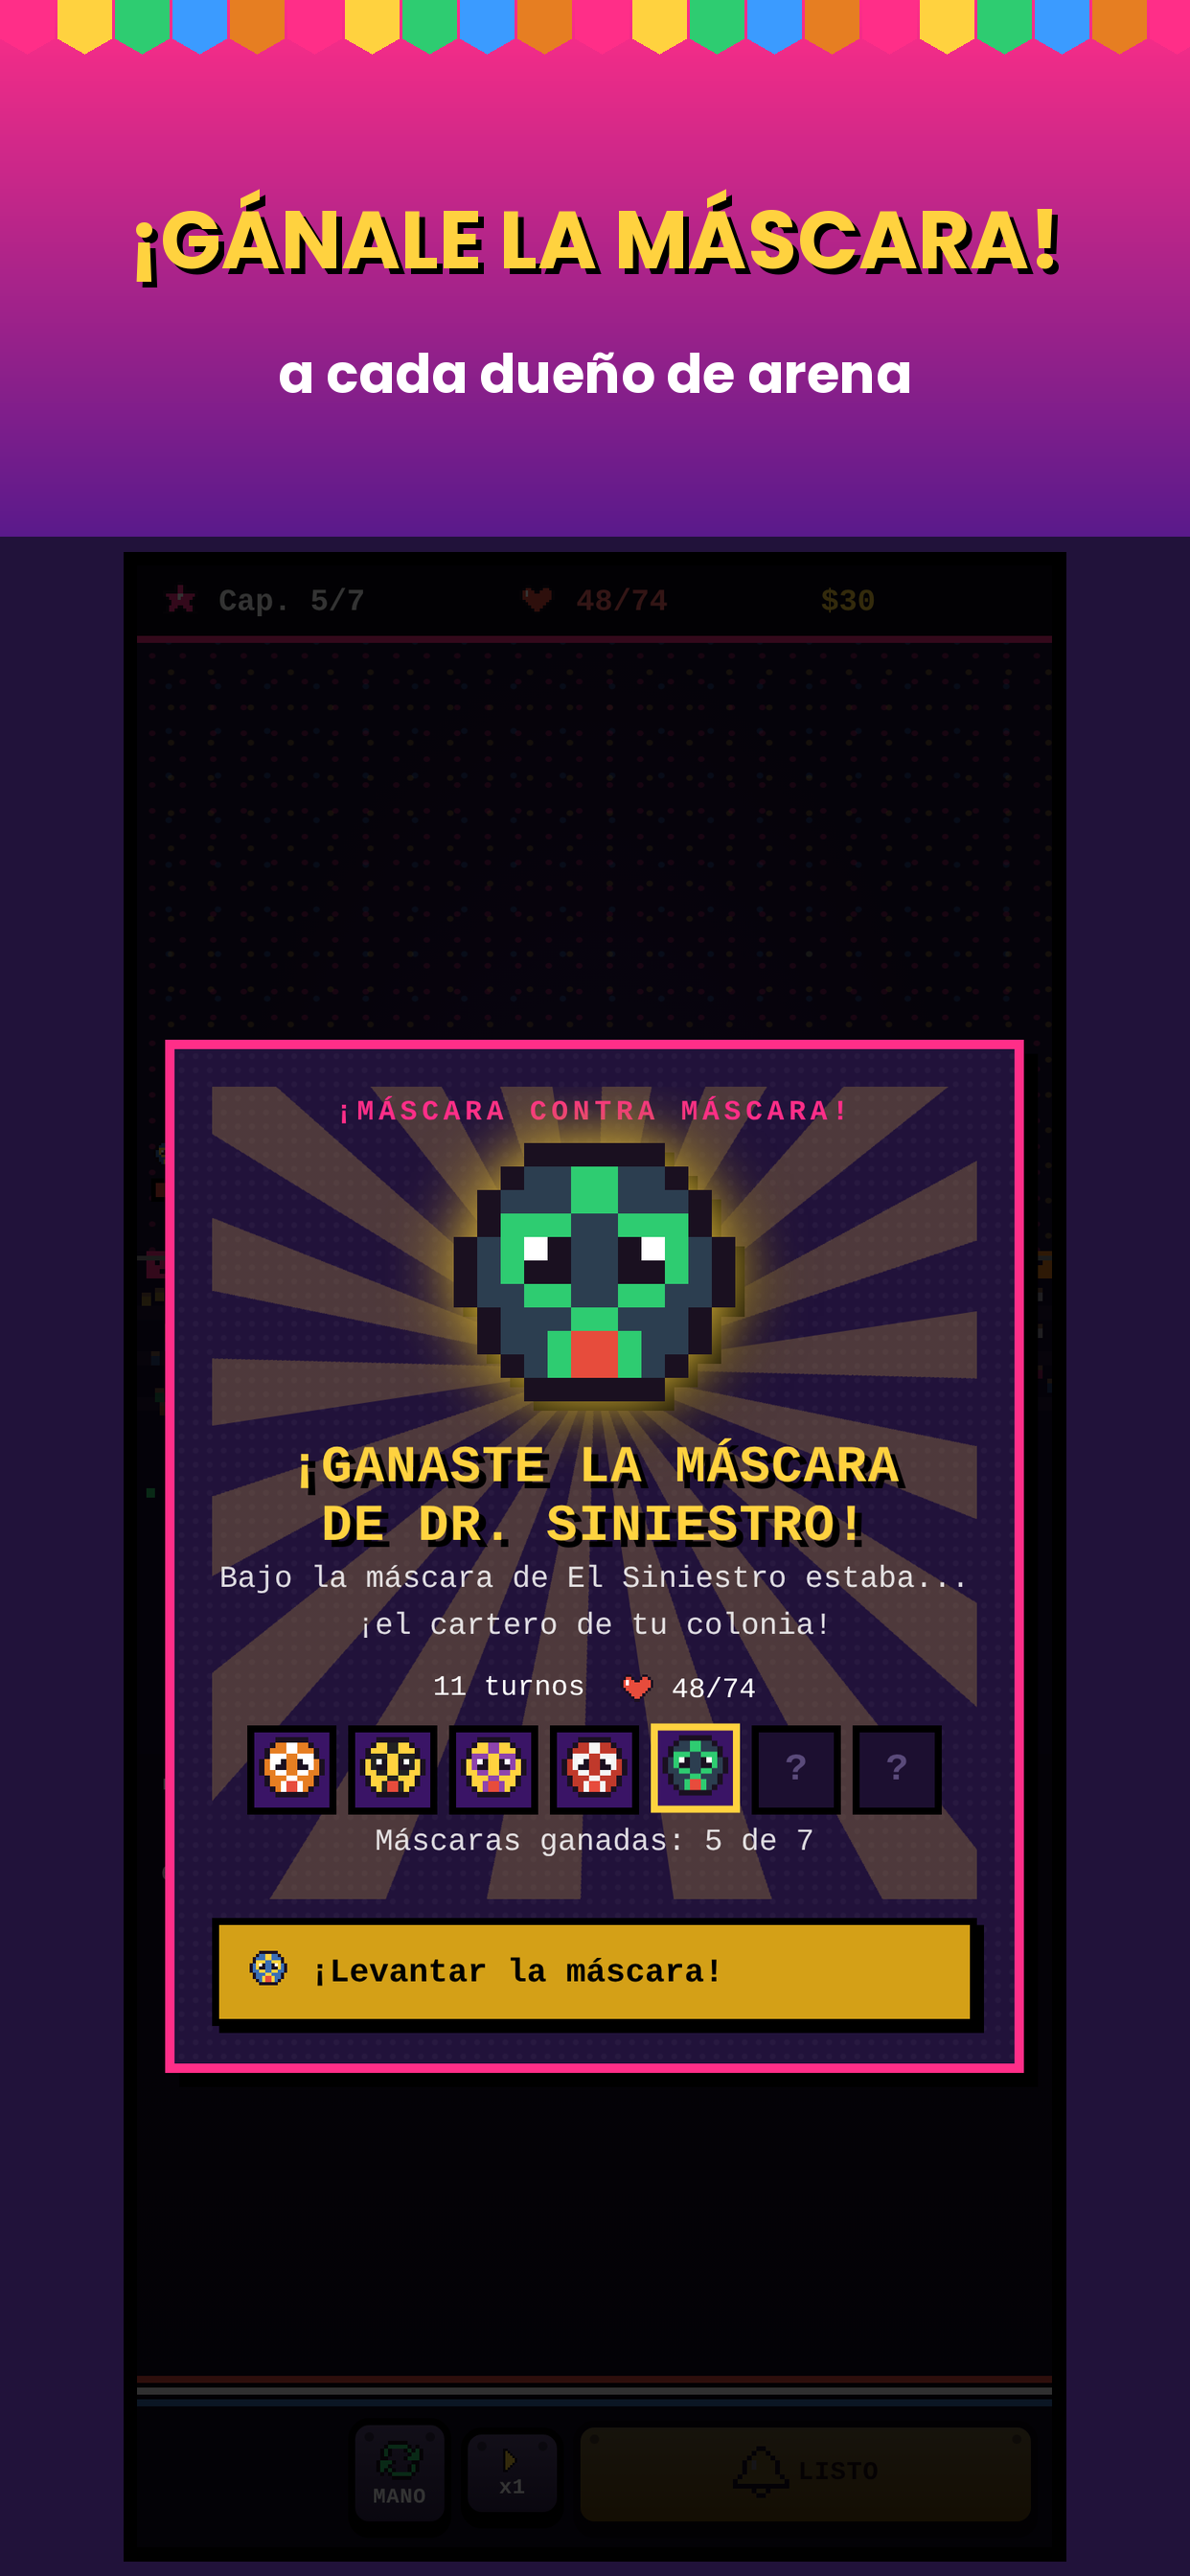 ¡GÁNALE LA MÁSCARA!
a cada dueño de arena
Cap. 5/7 48/74 $30
¡MÁSCARA CONTRA MÁSCARA!
¡GANASTE LA MÁSCARA
DE DR. SINIESTRO!
Bajo la máscara de El Siniestro estaba...
¡el cartero de tu colonia!
11 turnos 48/74
? ?
Máscaras ganadas: 5 de 7
¡Levantar la máscara!
MANO x1 LISTO